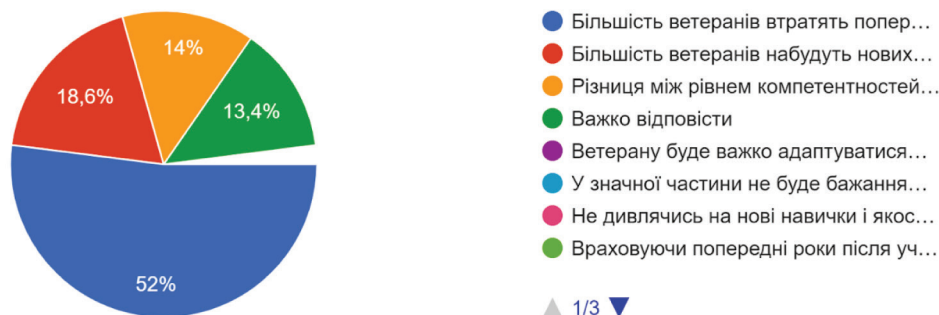 14%
18,6%
13,4%
52%
Більшість ветеранів втратять попер...
Більшість ветеранів набудуть нових...
Різниця між рівнем компетентностей...
Важко відповісти
Ветерану буде важко адаптуватися...
У значної частини не буде бажання...
Не дивлячись на нові навички і якос...
Враховуючи попередні роки після уч...
1/3